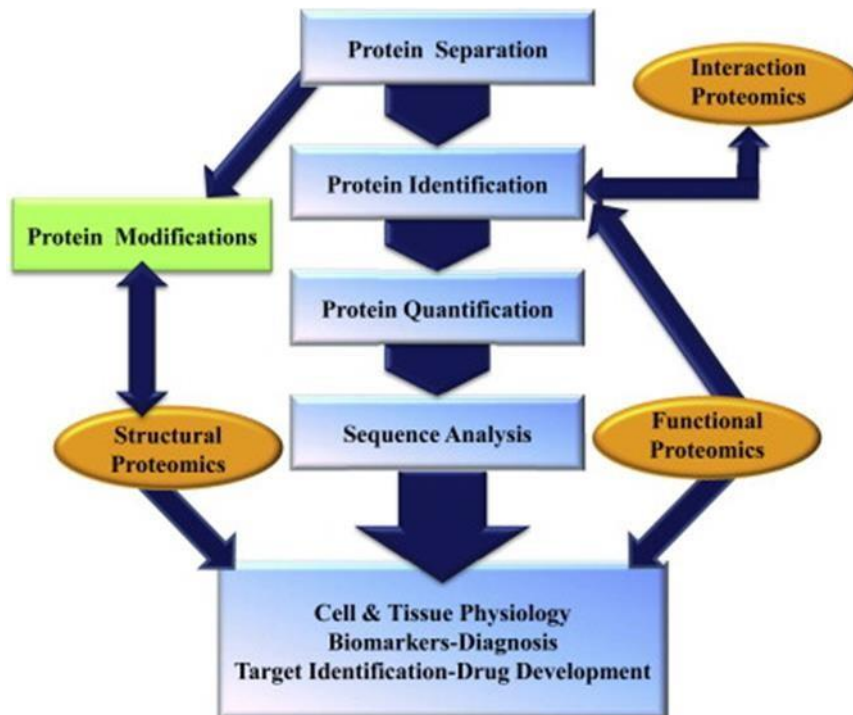 Protein Separation
Interaction
Proteomics
Protein Identification
Protein Modifications
Protein Quantification
Structural
Proteomics
Sequence Analysis
Functional
Proteomics
Cell & Tissue Physiology
Biomarkers-Diagnosis
Target Identification-Drug Development